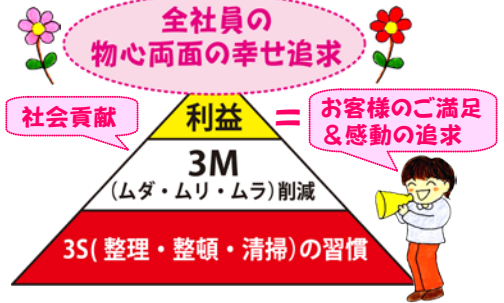 全社員の
物心両面の幸せ追求
社会貢献
利益
=
お客様のご満足
&感動の追求
3M
(ムダ・ムリ・ムラ)削減
3S(整理・整頓・清掃)の習慣